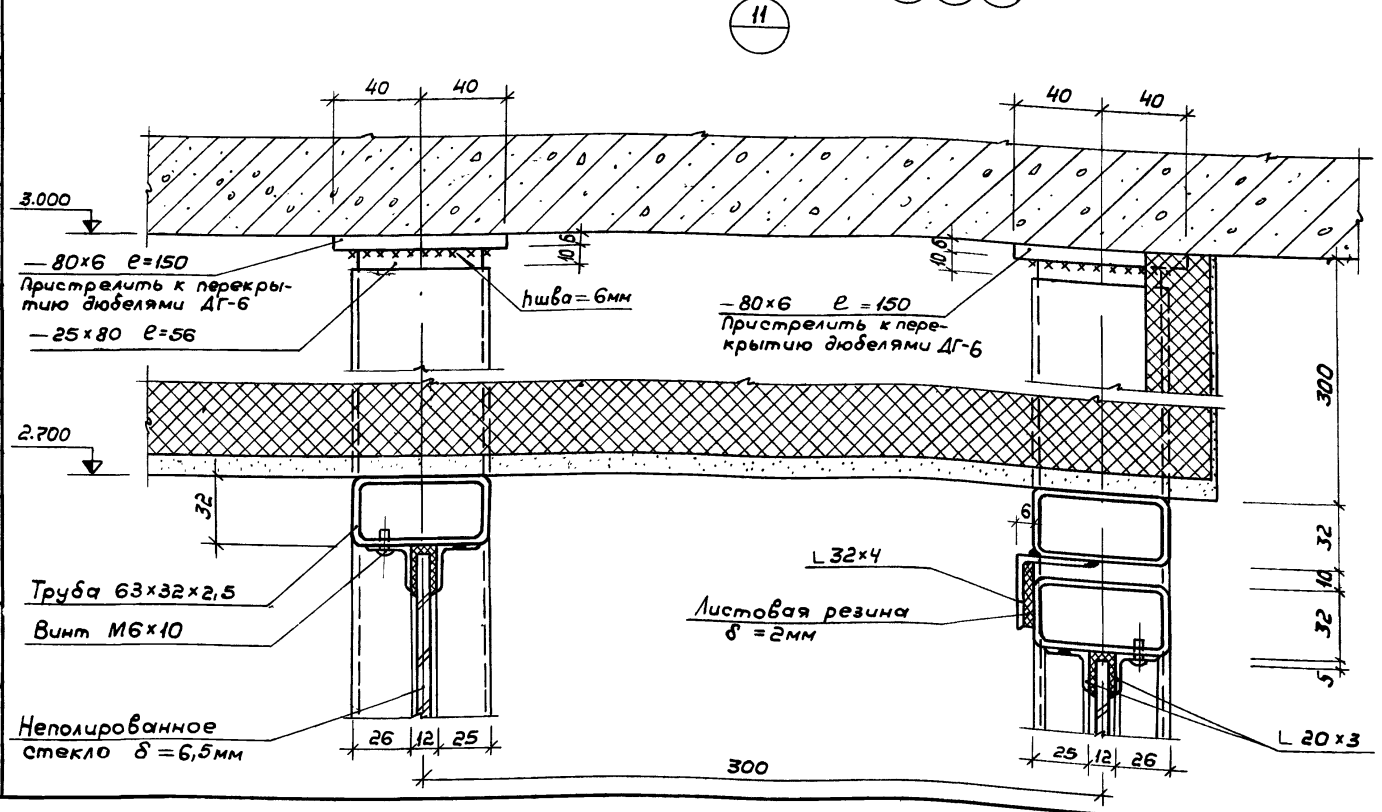 11
40 40
40 40
3.000
6
10
6
10
— 80×6 ℓ=150
Пристрелить к перекры-
тию дюбелями ДГ-6
— 25×80 ℓ=56
hшва=6мм
— 80×6 ℓ = 150
Пристрелить к пере-
крытию дюбелями ДГ-6
300
2.700
32
6
32
10
32
5
Труба 63×32×2,5
Винт М6×10
L 32×4
Листовая резина
δ = 2мм
Неполированное
стекло δ = 6,5мм
26 12 25
25 12 26
L 20×3
300